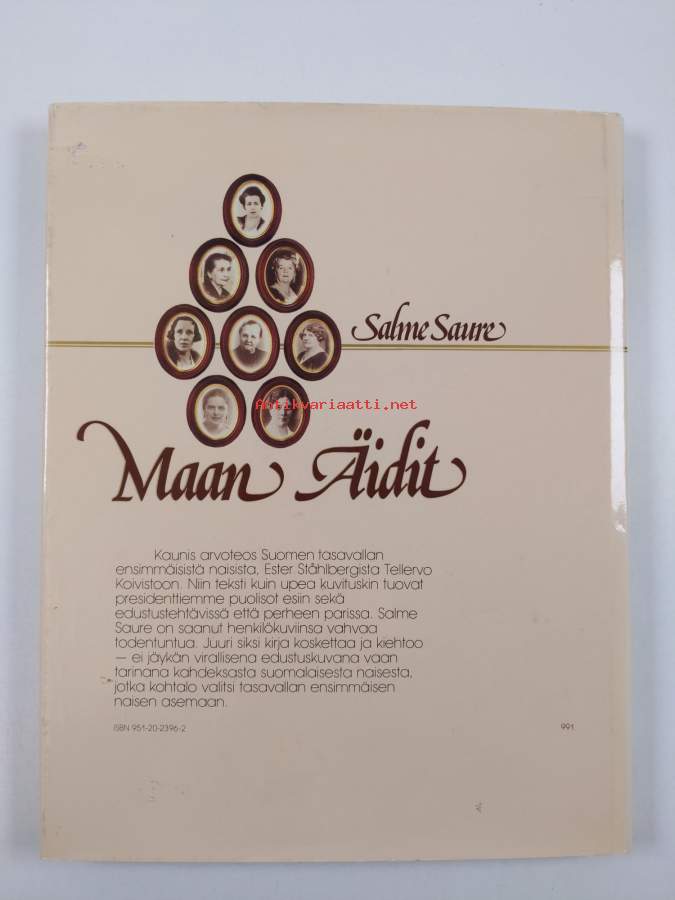 Salme Saure
Antikvariaatti.net
Maan Äidit
Kaunis arvoteos Suomen tasavallan
ensimmäisistä naisista, Ester Ståhlbergista Tellervo
Koivistoon. Niin teksti kuin upea kuvituskin tuovat
presidenttiemme puolisot esiin sekä
edustustehtävissä että perheen parissa. Salme
Saure on saanut henkilökuviinsa vahvaa
todentuntua. Juuri siksi kirja koskettaa ja kiehtoo
— ei jäykän virallisena edustuskuvana vaan
tarinana kahdeksasta suomalaisesta naisesta,
jotka kohtalo valitsi tasavallan ensimmäisen
naisen asemaan.
ISBN 951-20-2396-2
991